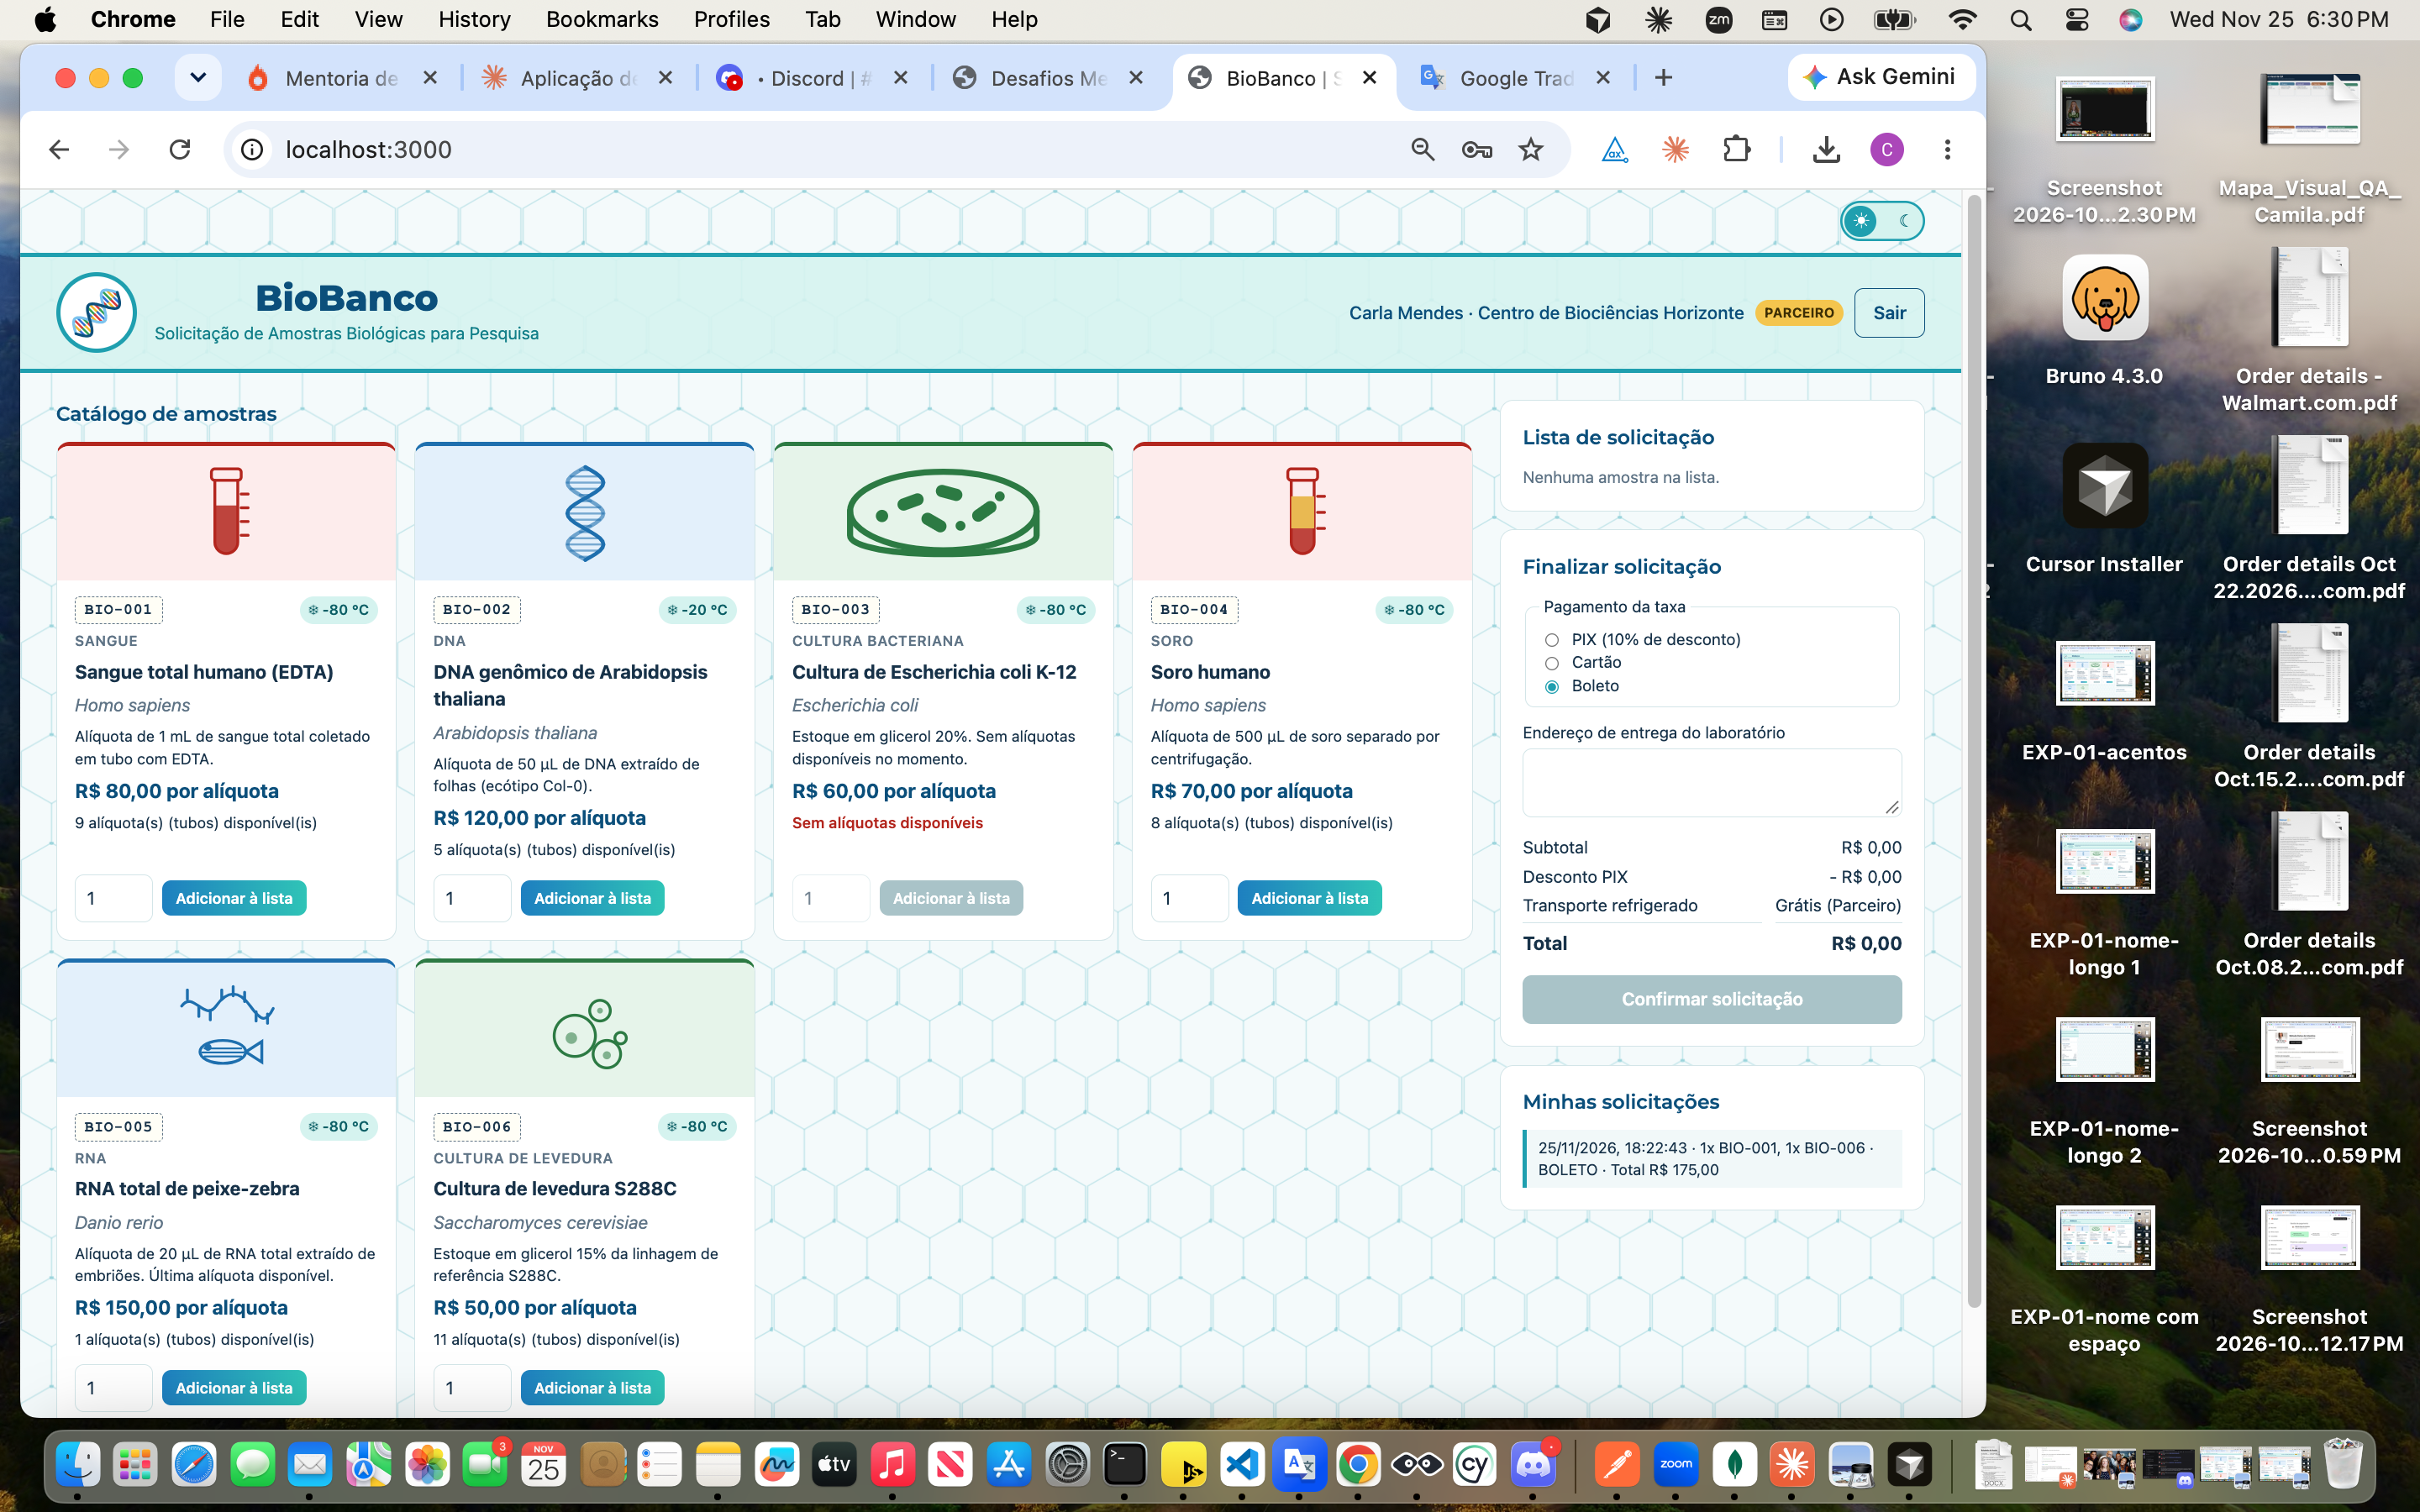 Chrome File Edit View History Bookmarks Profiles Tab Window Help
zm
Wed Nov 25 6:30 PM
Mentoria de
Aplicação de
• Discord | #
Desafios Me
BioBanco | S
Google Trad
Ask Gemini
localhost:3000
C
BioBanco
Solicitação de Amostras Biológicas para Pesquisa
Carla Mendes · Centro de Biociências Horizonte
PARCEIRO
Sair
Catálogo de amostras
BIO-001
-80 °C
SANGUE
Sangue total humano (EDTA)
Homo sapiens
Alíquota de 1 mL de sangue total coletado
em tubo com EDTA.
R$ 80,00 por alíquota
9 alíquota(s) (tubos) disponível(is)
1
Adicionar à lista
BIO-002
-20 °C
DNA
DNA genômico de Arabidopsis
thaliana
Arabidopsis thaliana
Alíquota de 50 µL de DNA extraído de
folhas (ecótipo Col-0).
R$ 120,00 por alíquota
5 alíquota(s) (tubos) disponível(is)
1
Adicionar à lista
BIO-003
-80 °C
CULTURA BACTERIANA
Cultura de Escherichia coli K-12
Escherichia coli
Estoque em glicerol 20%. Sem alíquotas
disponíveis no momento.
R$ 60,00 por alíquota
Sem alíquotas disponíveis
1
Adicionar à lista
BIO-004
-80 °C
SORO
Soro humano
Homo sapiens
Alíquota de 500 µL de soro separado por
centrifugação.
R$ 70,00 por alíquota
8 alíquota(s) (tubos) disponível(is)
1
Adicionar à lista
BIO-005
-80 °C
RNA
RNA total de peixe-zebra
Danio rerio
Alíquota de 20 µL de RNA total extraído de
embriões. Última alíquota disponível.
R$ 150,00 por alíquota
1 alíquota(s) (tubos) disponível(is)
1
Adicionar à lista
BIO-006
-80 °C
CULTURA DE LEVEDURA
Cultura de levedura S288C
Saccharomyces cerevisiae
Estoque em glicerol 15% da linhagem de
referência S288C.
R$ 50,00 por alíquota
11 alíquota(s) (tubos) disponível(is)
1
Adicionar à lista
Lista de solicitação
Nenhuma amostra na lista.
Finalizar solicitação
Pagamento da taxa
PIX (10% de desconto)
Cartão
Boleto
Endereço de entrega do laboratório
Subtotal R$ 0,00
Desconto PIX - R$ 0,00
Transporte refrigerado Grátis (Parceiro)
Total R$ 0,00
Confirmar solicitação
Minhas solicitações
25/11/2026, 18:22:43 · 1x BIO-001, 1x BIO-006 ·
BOLETO · Total R$ 175,00
Screenshot
2026-10...2.30 PM
Mapa_Visual_QA_
Camila.pdf
Bruno 4.3.0
Order details -
Walmart.com.pdf
Cursor Installer
Order details Oct
22.2026....com.pdf
EXP-01-acentos
Order details
Oct.15.2....com.pdf
EXP-01-nome-
longo 1
Order details
Oct.08.2...com.pdf
EXP-01-nome-
longo 2
Screenshot
2026-10...0.59 PM
EXP-01-nome com
espaço
Screenshot
2026-10...12.17 PM
3
NOV
25
tv
JS
A
cy
zoom